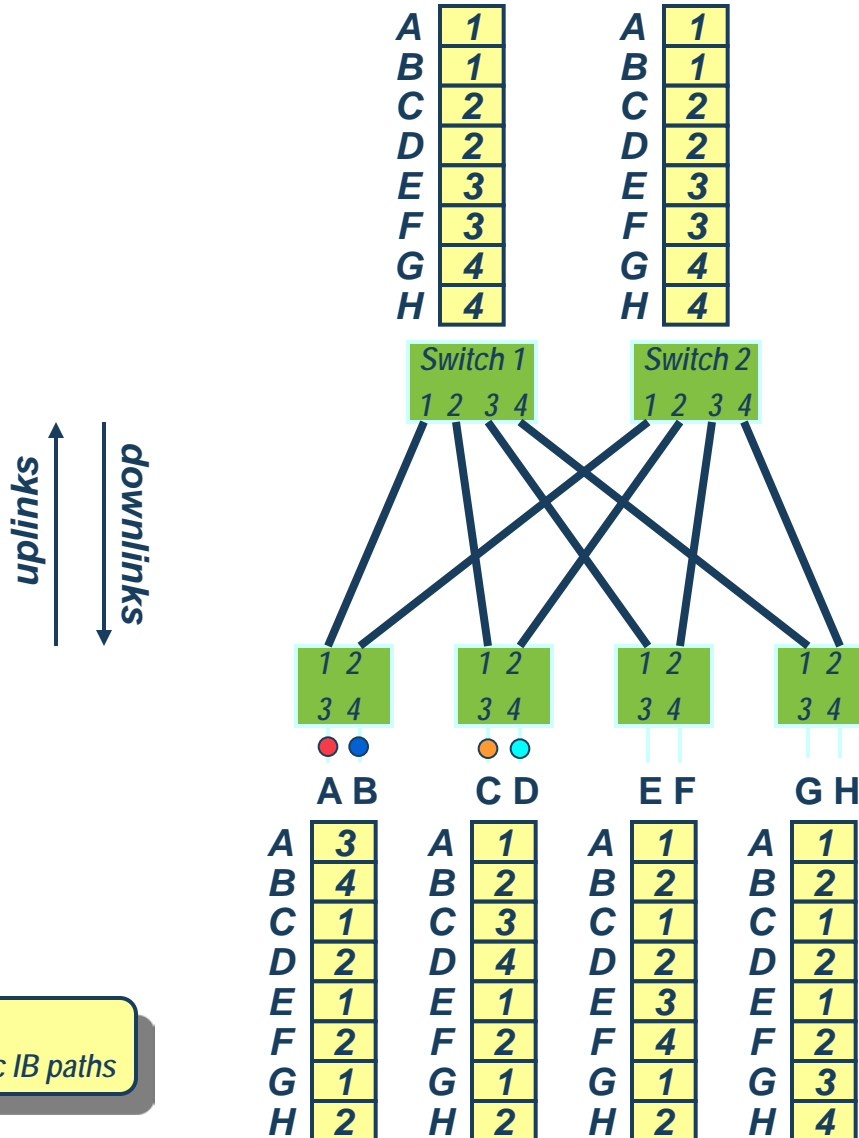 A 1 A 1
B 1 B 1
C 2 C 2
D 2 D 2
E 3 E 3
F 3 F 3
G 4 G 4
H 4 H 4
Switch 1 Switch 2
1 2 3 4 1 2 3 4
uplinks
downlinks
1 2 1 2 1 2 1 2
3 4 3 4 3 4 3 4
A B C D E F G H
A 3 A 1 A 1 A 1
B 4 B 2 B 2 B 2
C 1 C 3 C 1 C 1
D 2 D 4 D 2 D 2
E 1 E 1 E 3 E 1
F 2 F 2 F 4 F 2
G 1 G 1 G 1 G 3
H 2 H 2 H 2 H 4
c IB paths